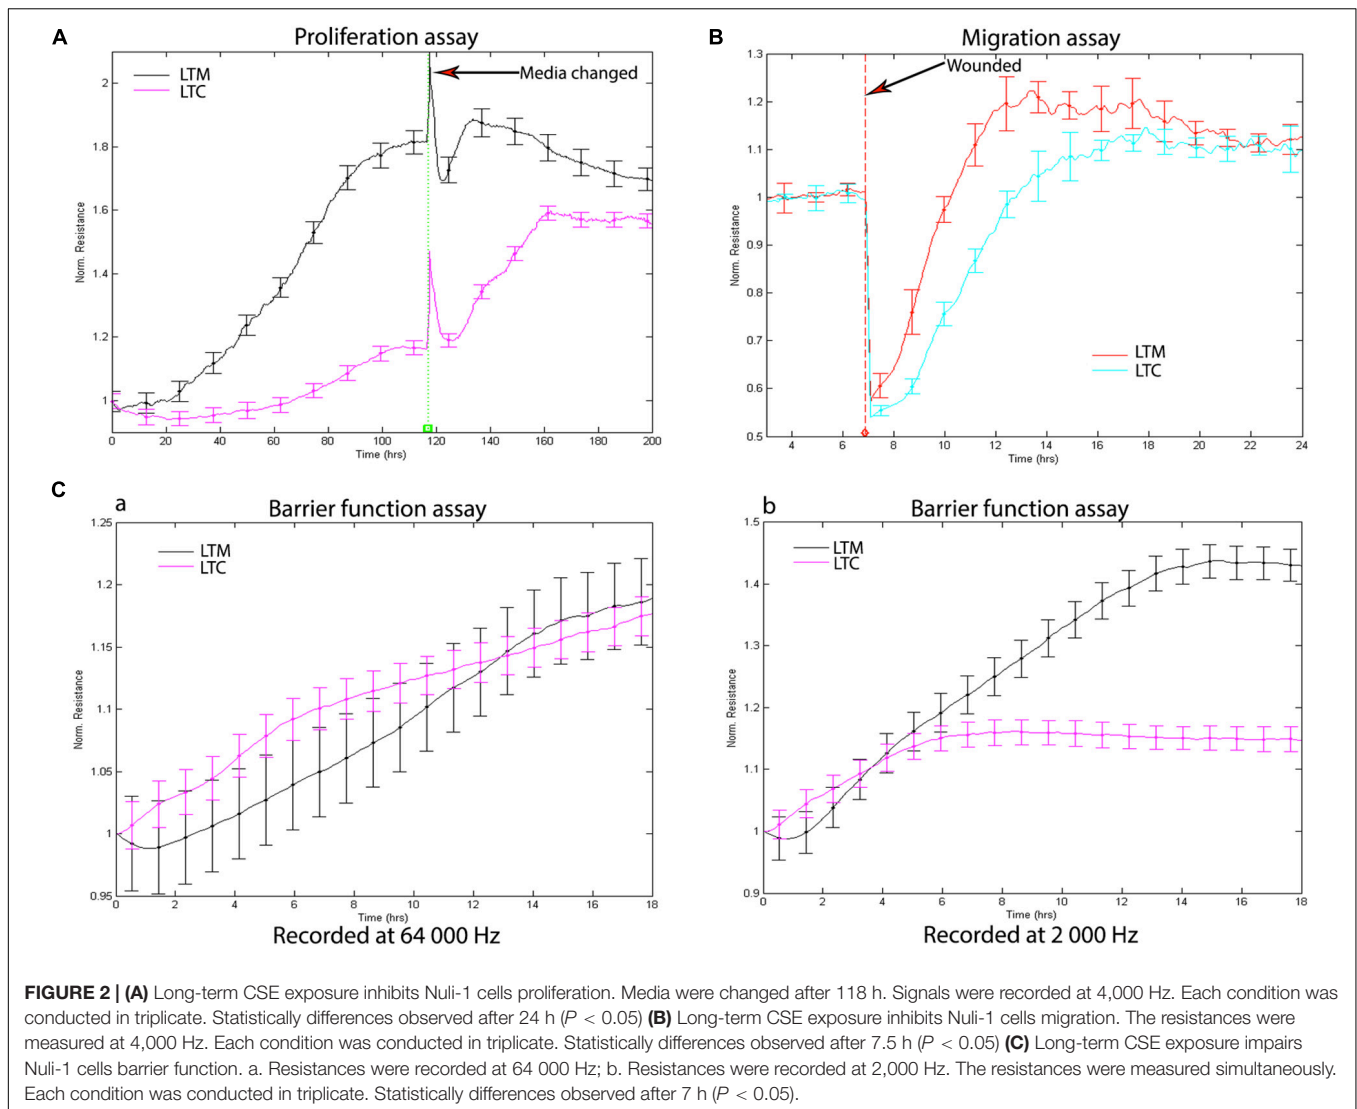 A
Proliferation assay
LTM
LTC
Media changed
Norm. Resistance
2
1.8
1.6
1.4
1.2
1
0 20 40 60 80 100 120 140 160 180 200
Time (hrs)
B
Migration assay
Wounded
LTM
LTC
Norm. Resistance
1.3
1.2
1.1
1
0.9
0.8
0.7
0.6
0.5
4 6 8 10 12 14 16 18 20 22 24
Time (hrs)
C
a
Barrier function assay
LTM
LTC
Norm. Resistance
1.25
1.2
1.15
1.1
1.05
1
0.95
0 2 4 6 8 10 12 14 16 18
Time (hrs)
Recorded at 64 000 Hz
b
Barrier function assay
LTM
LTC
Norm. Resistance
1.5
1.4
1.3
1.2
1.1
1
0.9
0 2 4 6 8 10 12 14 16 18
Time (hrs)
Recorded at 2 000 Hz
FIGURE 2 | (A) Long-term CSE exposure inhibits Nuli-1 cells proliferation. Media were changed after 118 h. Signals were recorded at 4,000 Hz. Each condition was
conducted in triplicate. Statistically differences observed after 24 h (P < 0.05) (B) Long-term CSE exposure inhibits Nuli-1 cells migration. The resistances were
measured at 4,000 Hz. Each condition was conducted in triplicate. Statistically differences observed after 7.5 h (P < 0.05) (C) Long-term CSE exposure impairs
Nuli-1 cells barrier function. a. Resistances were recorded at 64 000 Hz; b. Resistances were recorded at 2,000 Hz. The resistances were measured simultaneously.
Each condition was conducted in triplicate. Statistically differences observed after 7 h (P < 0.05).